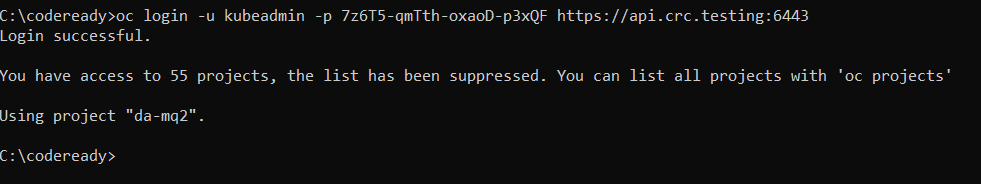 C:\codeready>oc login -u kubeadmin -p 7z6T5-qmTth-oxaoD-p3xQF https://api.crc.testing:6443
Login successful.
You have access to 55 projects, the list has been suppressed. You can list all projects with 'oc projects'
Using project "da-mq2".
C:\codeready>